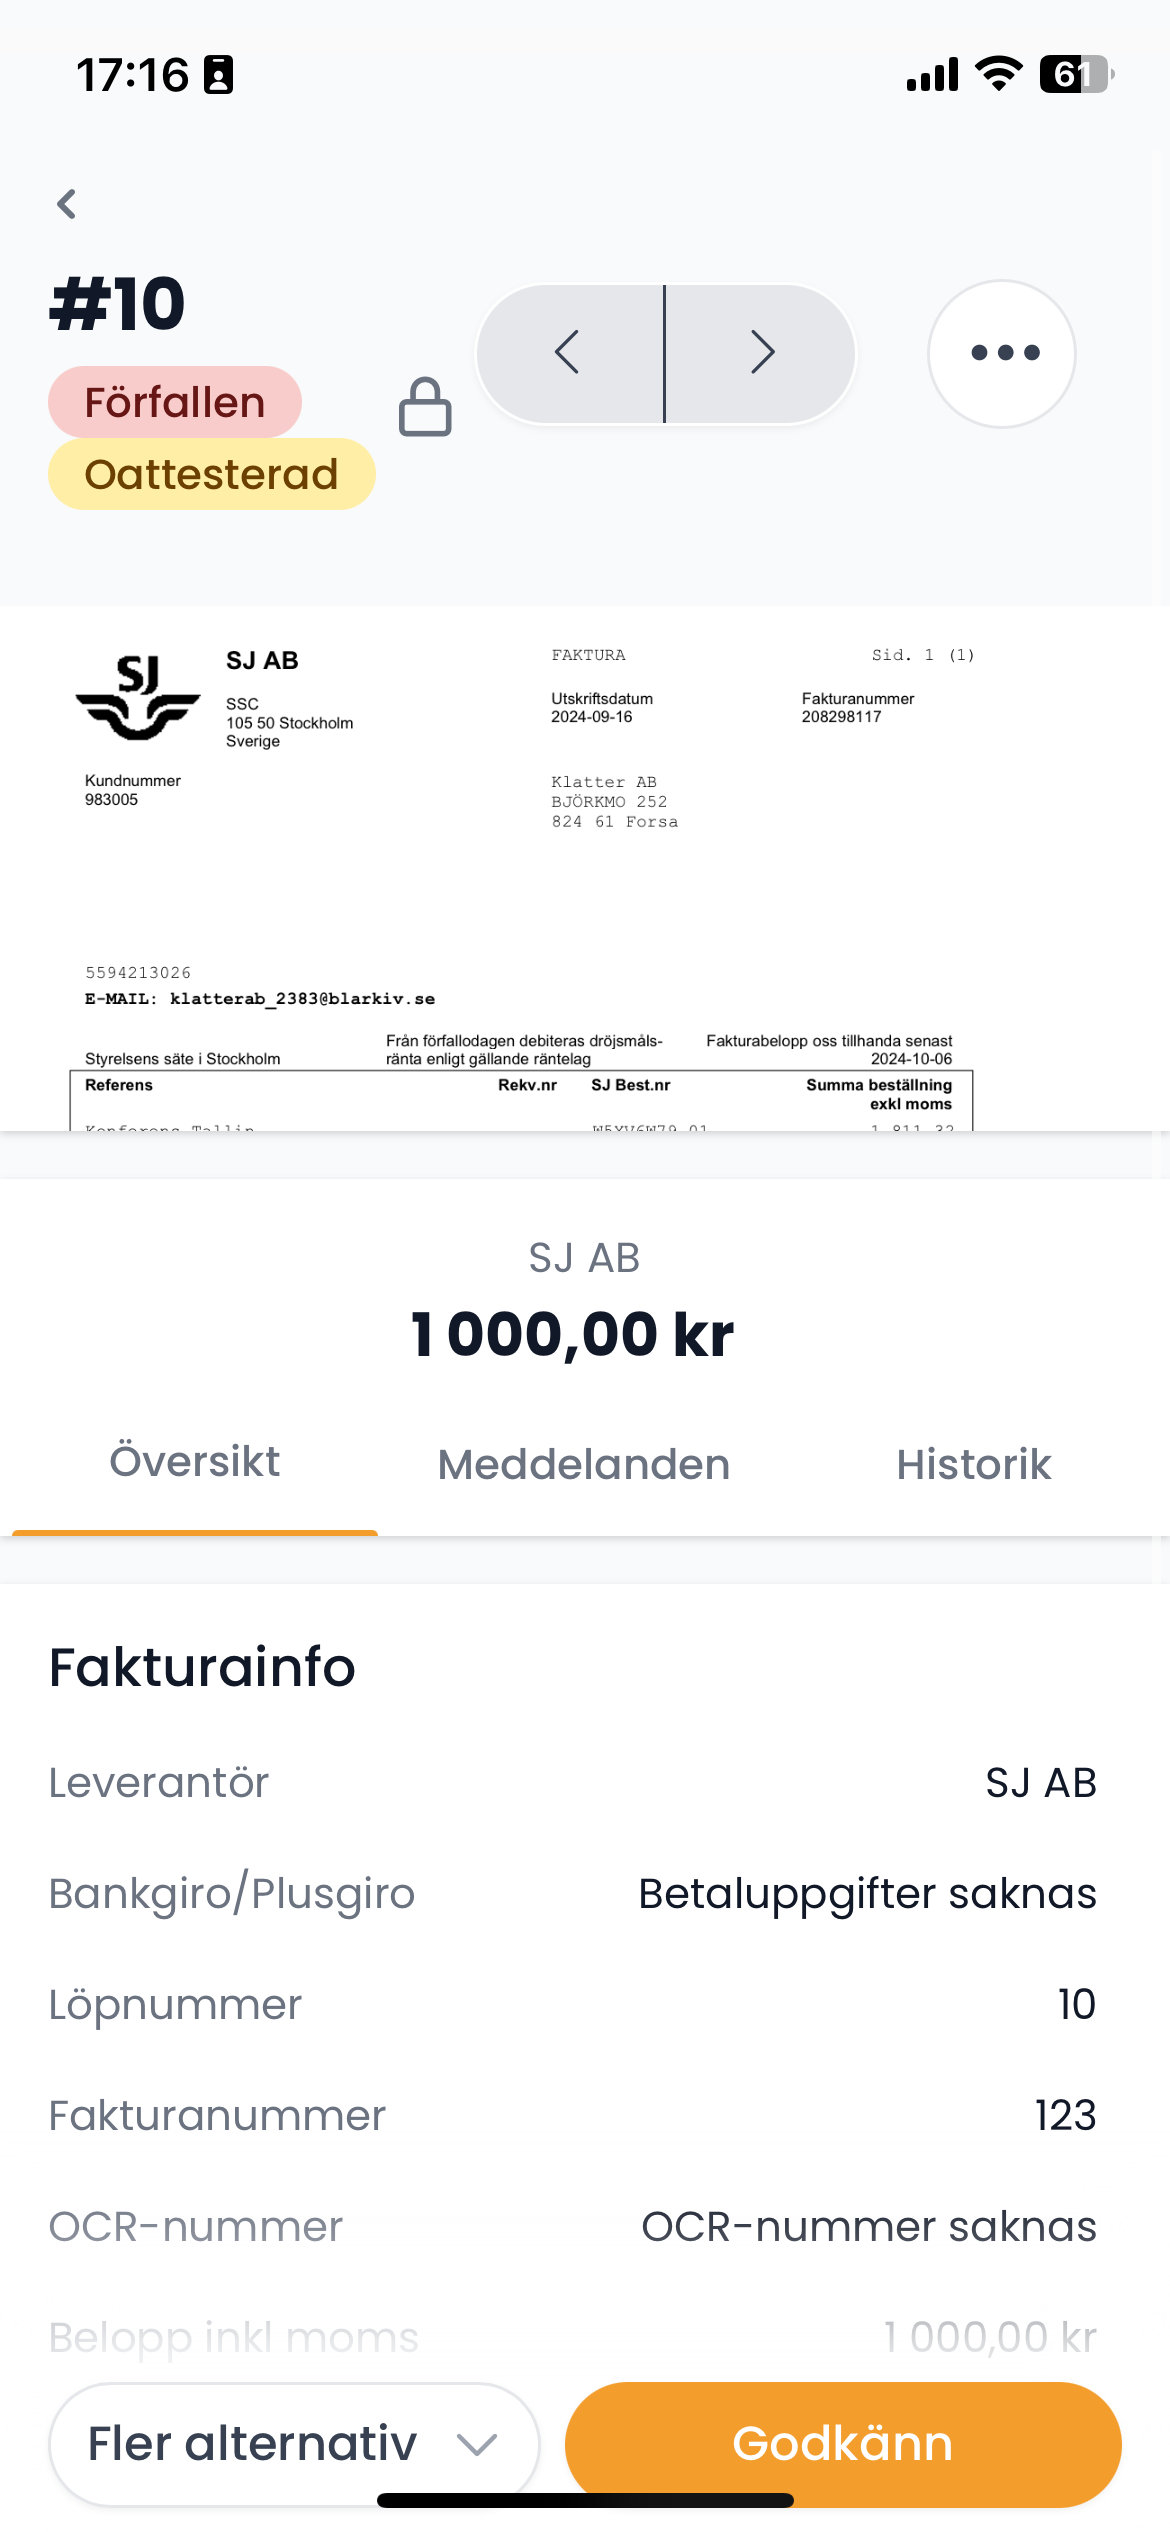 17:16
61
#10
Förfallen
Oattesterad
SJ
SJ AB
SSC
105 50 Stockholm
Sverige
FAKTURA
Sid. 1 (1)
Utskriftsdatum
2024-09-16
Fakturanummer
208298117
Kundnummer
983005
Klatter AB
BJÖRKMO 252
824 61 Forsa
5594213026
E-MAIL: klatterab_2383@blarkiv.se
Styrelsens säte i Stockholm
Från förfallodagen debiteras dröjsmåls-
ränta enligt gällande räntelag
Fakturabelopp oss tillhanda senast
2024-10-06
Referens Rekv.nr SJ Best.nr Summa beställning
exkl moms
SJ AB
1 000,00 kr
Översikt Meddelanden Historik
Fakturainfo
Leverantör SJ AB
Bankgiro/Plusgiro Betaluppgifter saknas
Löpnummer 10
Fakturanummer 123
OCR-nummer OCR-nummer saknas
Belopp inkl moms 1 000,00 kr
Fler alternativ Godkänn